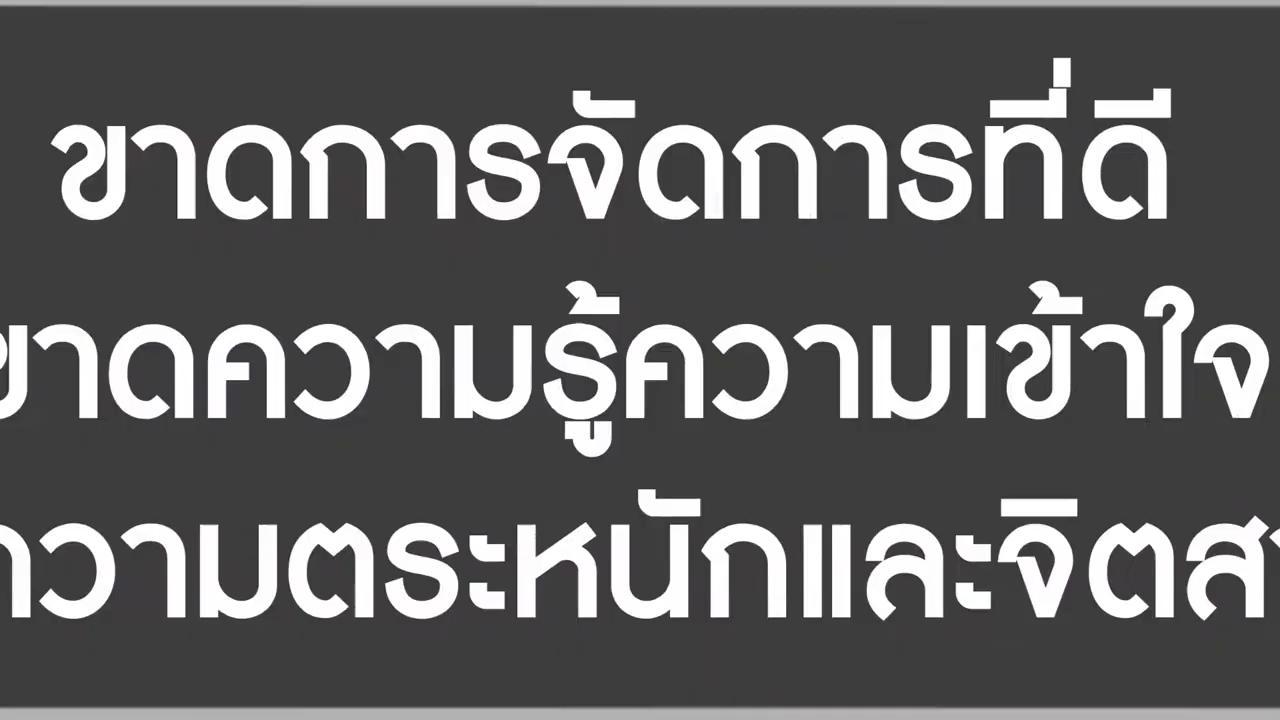 ขาดการจัดการที่ดี
ขาดความรู้ความเข้าใจ
ความตระหนักและจิตส